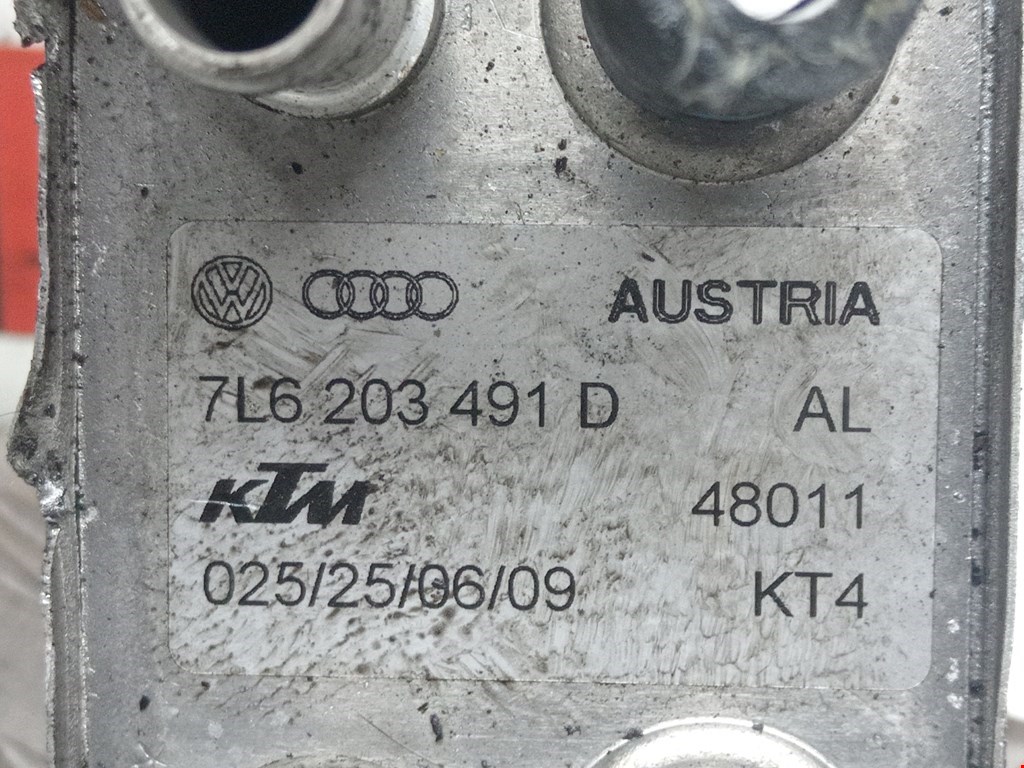 AUSTRIA
7L6 203 491 D AL
KTM 48011
025/25/06/09 KT4